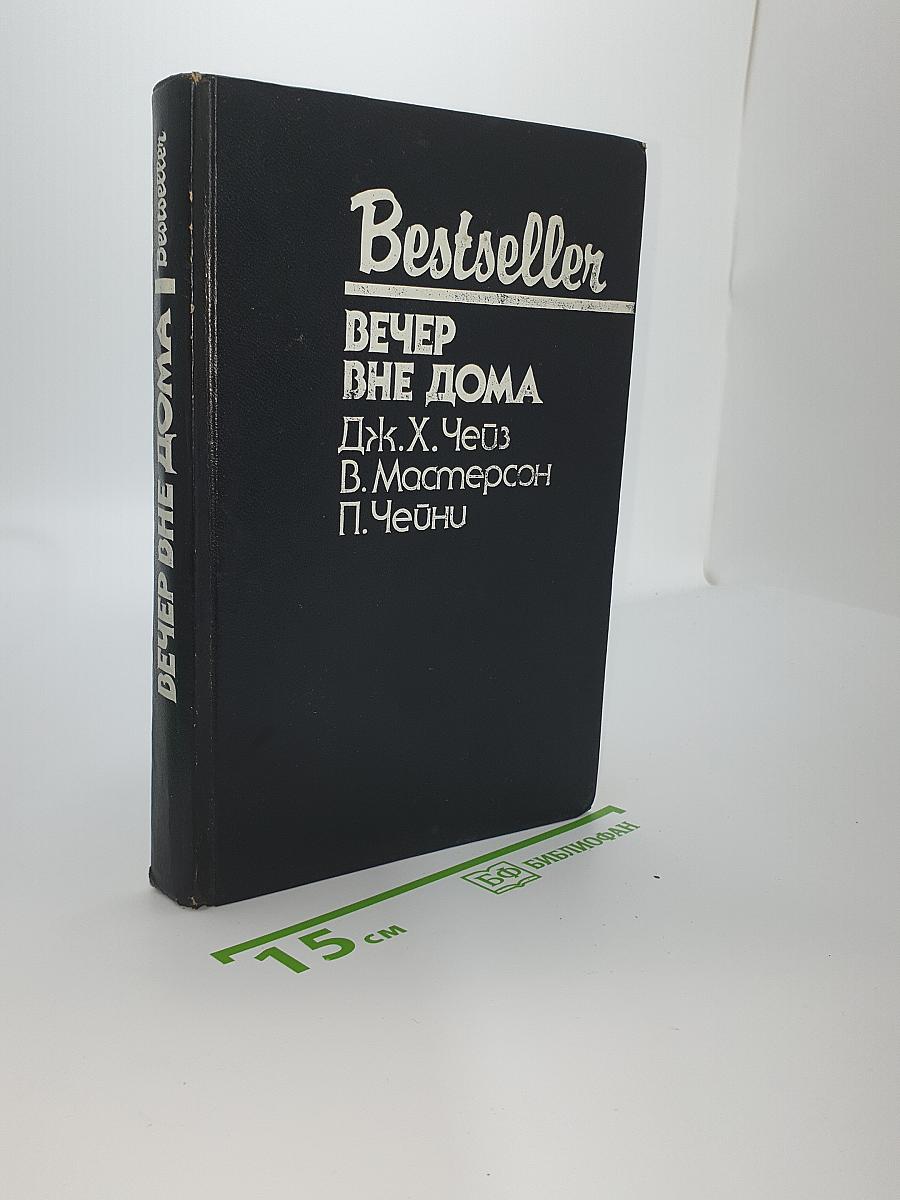 Bestseller
ВЕЧЕР
ВНЕ ДОМА
Дж.Х.Чейз
В.Мастерсон
П.Чейни
ВЕЧЕР ВНЕ ДОМА Bestseller
15 см
БФ БИБЛИОФАН